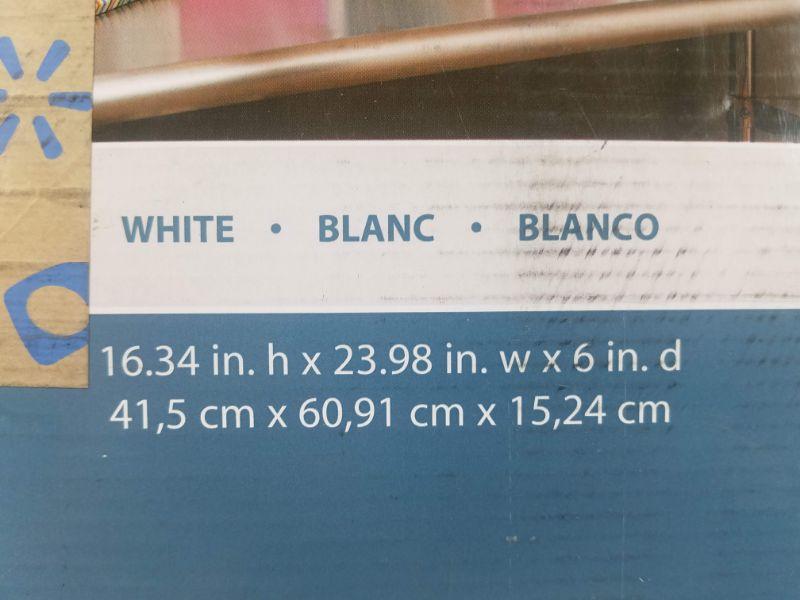 WHITE • BLANC • BLANCO
16.34 in. h x 23.98 in. w x 6 in. d
41,5 cm x 60,91 cm x 15,24 cm